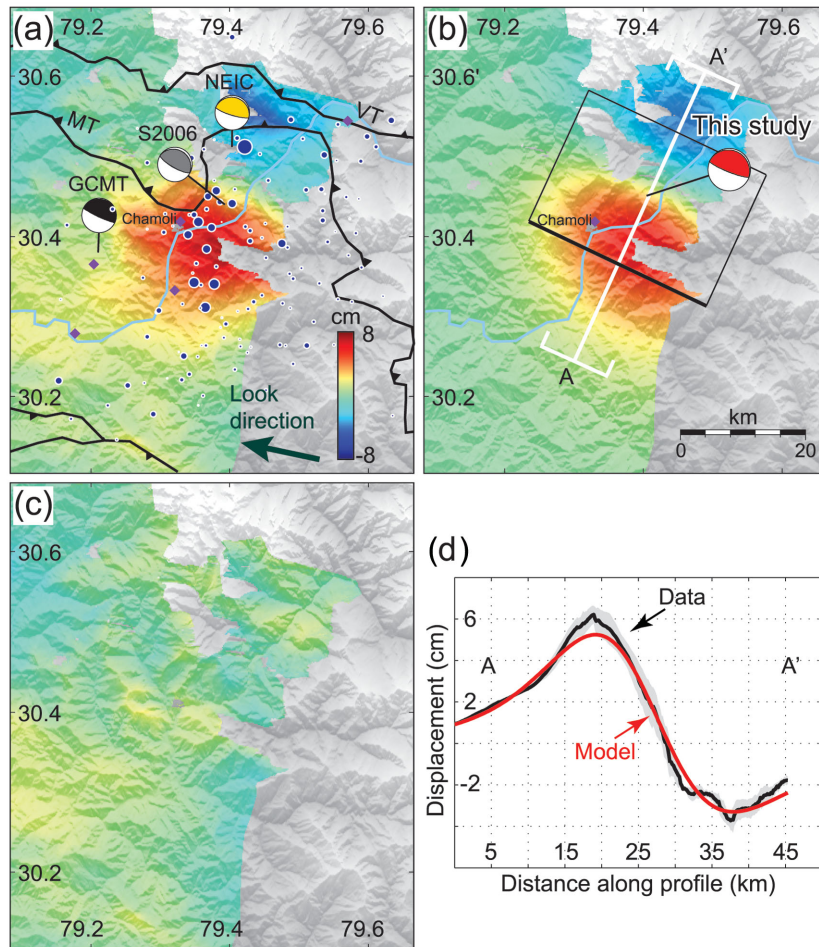 (a)
79.2
79.4
79.6
30.6
NEIC
MT
VT
S2006
GCMT
Chamoli
30.4
cm
8
30.2
Look
direction
-8
(b)
79.2
79.4
79.6
A'
30.6'
This study
Chamoli
30.4
A
30.2
km
0
20
(c)
30.6
30.4
30.2
79.2
79.4
79.6
(d)
6
Data
A
A'
2
Model
-2
Displacement (cm)
5
15
25
35
45
Distance along profile (km)